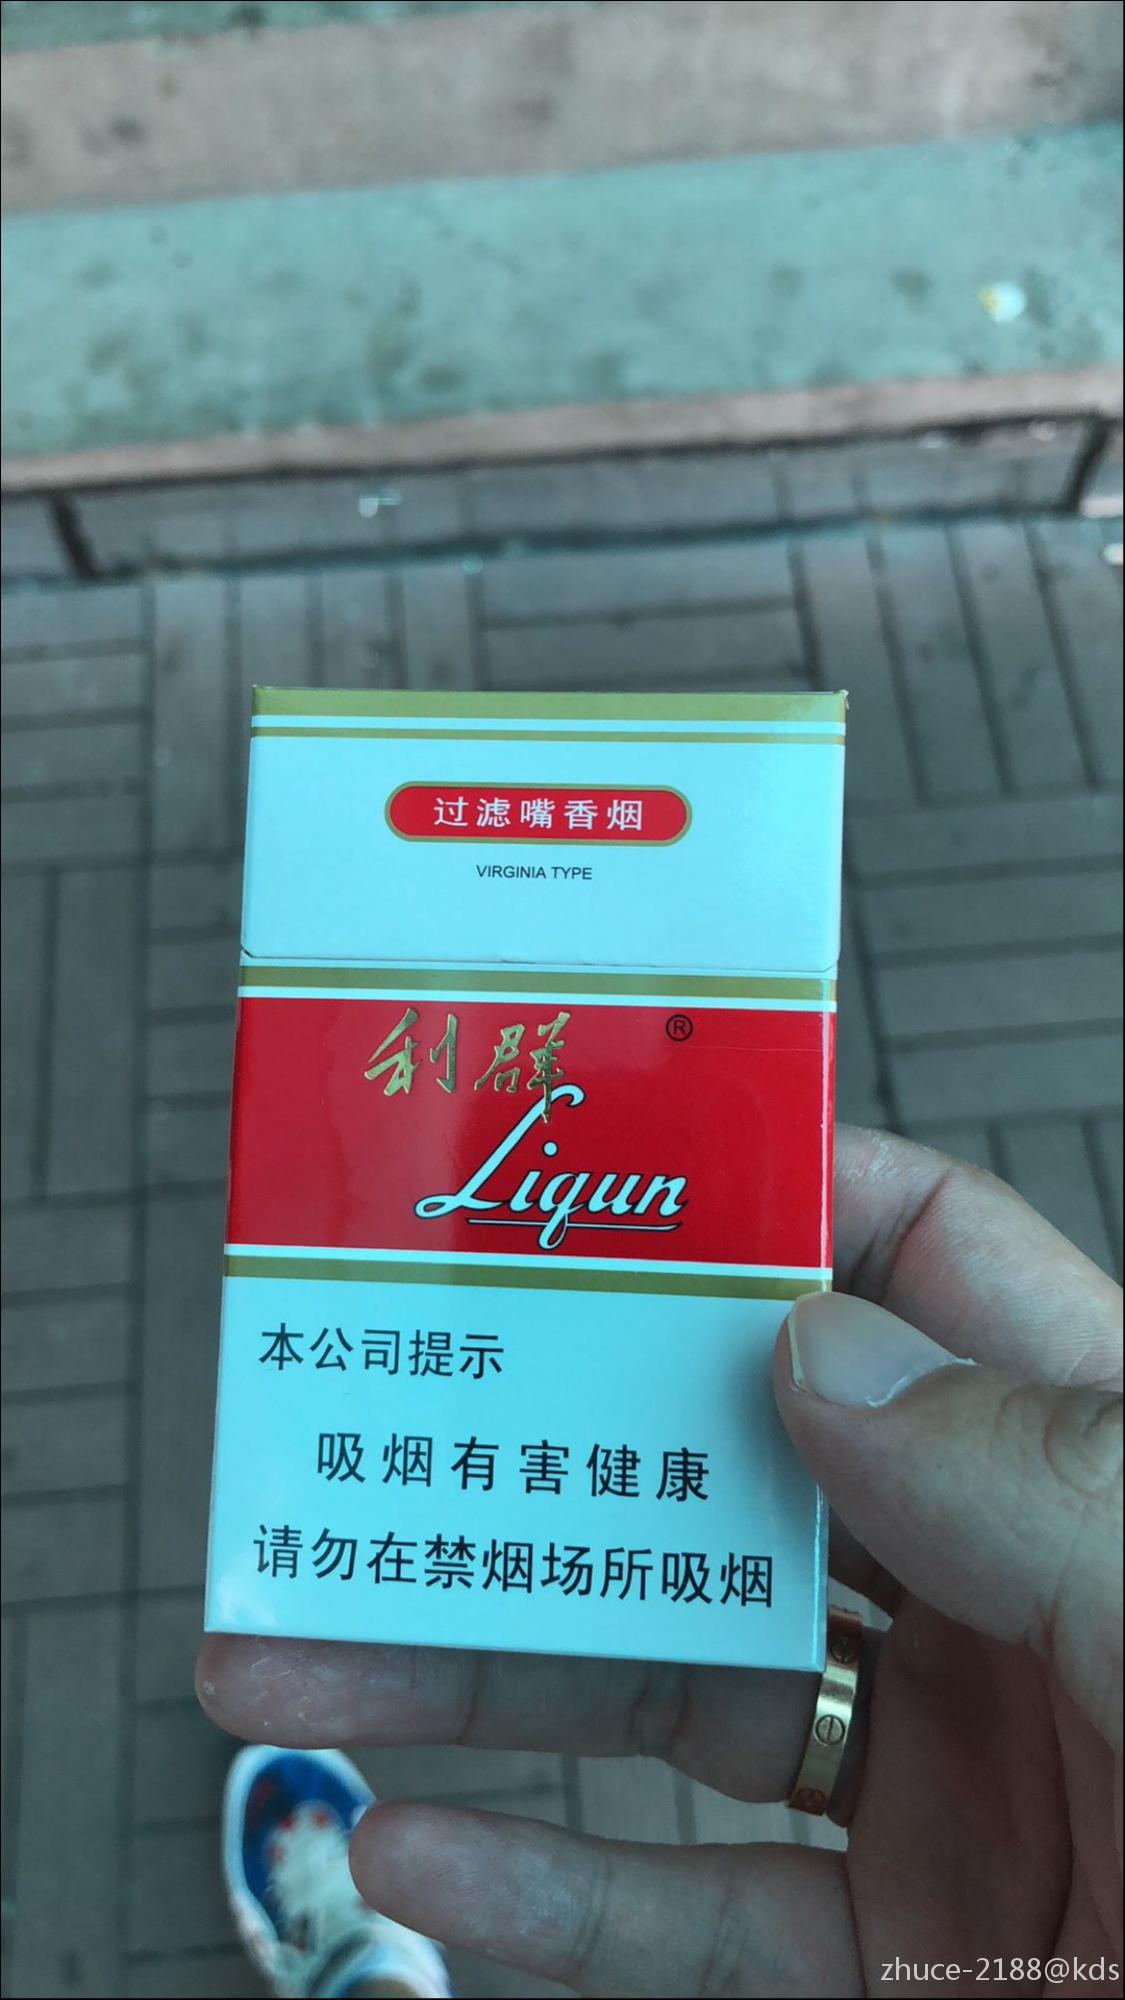 过滤嘴香烟
VIRGINIA TYPE
利群 ®
Liqun
本公司提示
吸烟有害健康
请勿在禁烟场所吸烟
zhuce-2188@kds